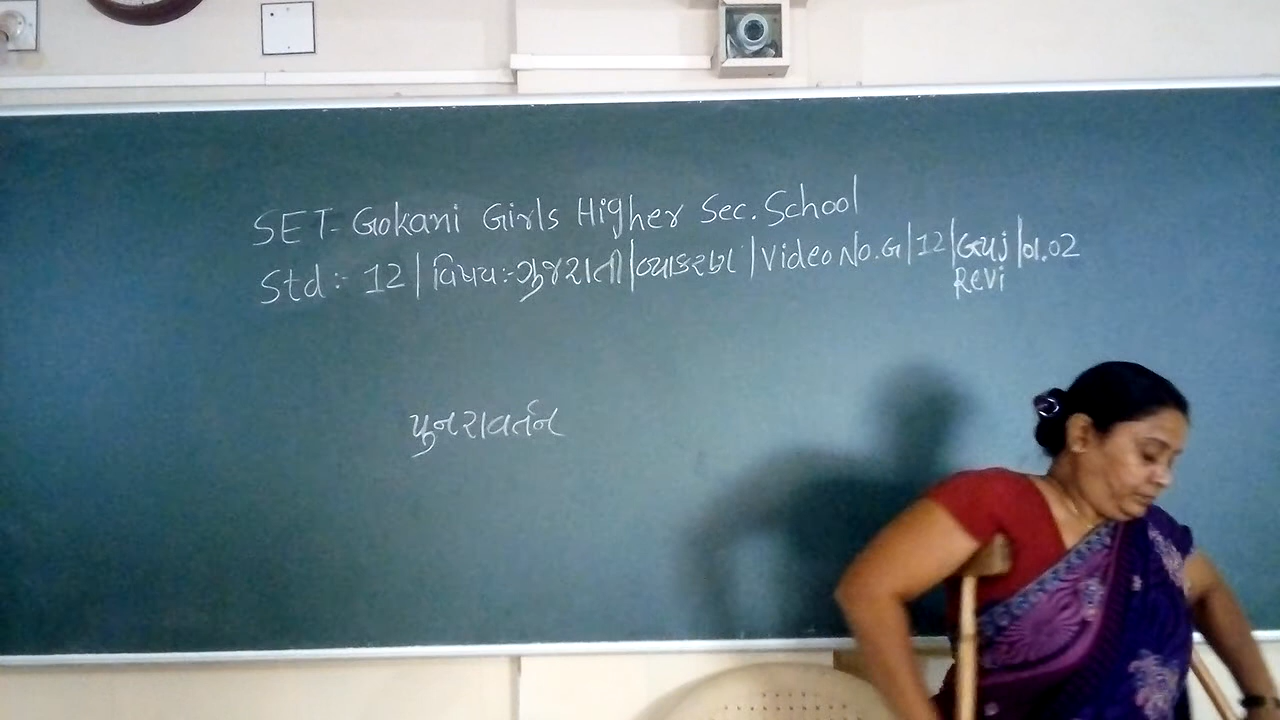 SET- Gokani Girls Higher Sec. School
Std :- 12 | વિષય:- ગુજરાતી | વ્યાકરણ | Video No. G | 12 | Guj | 01.02
Revi
પુનરાવર્તન